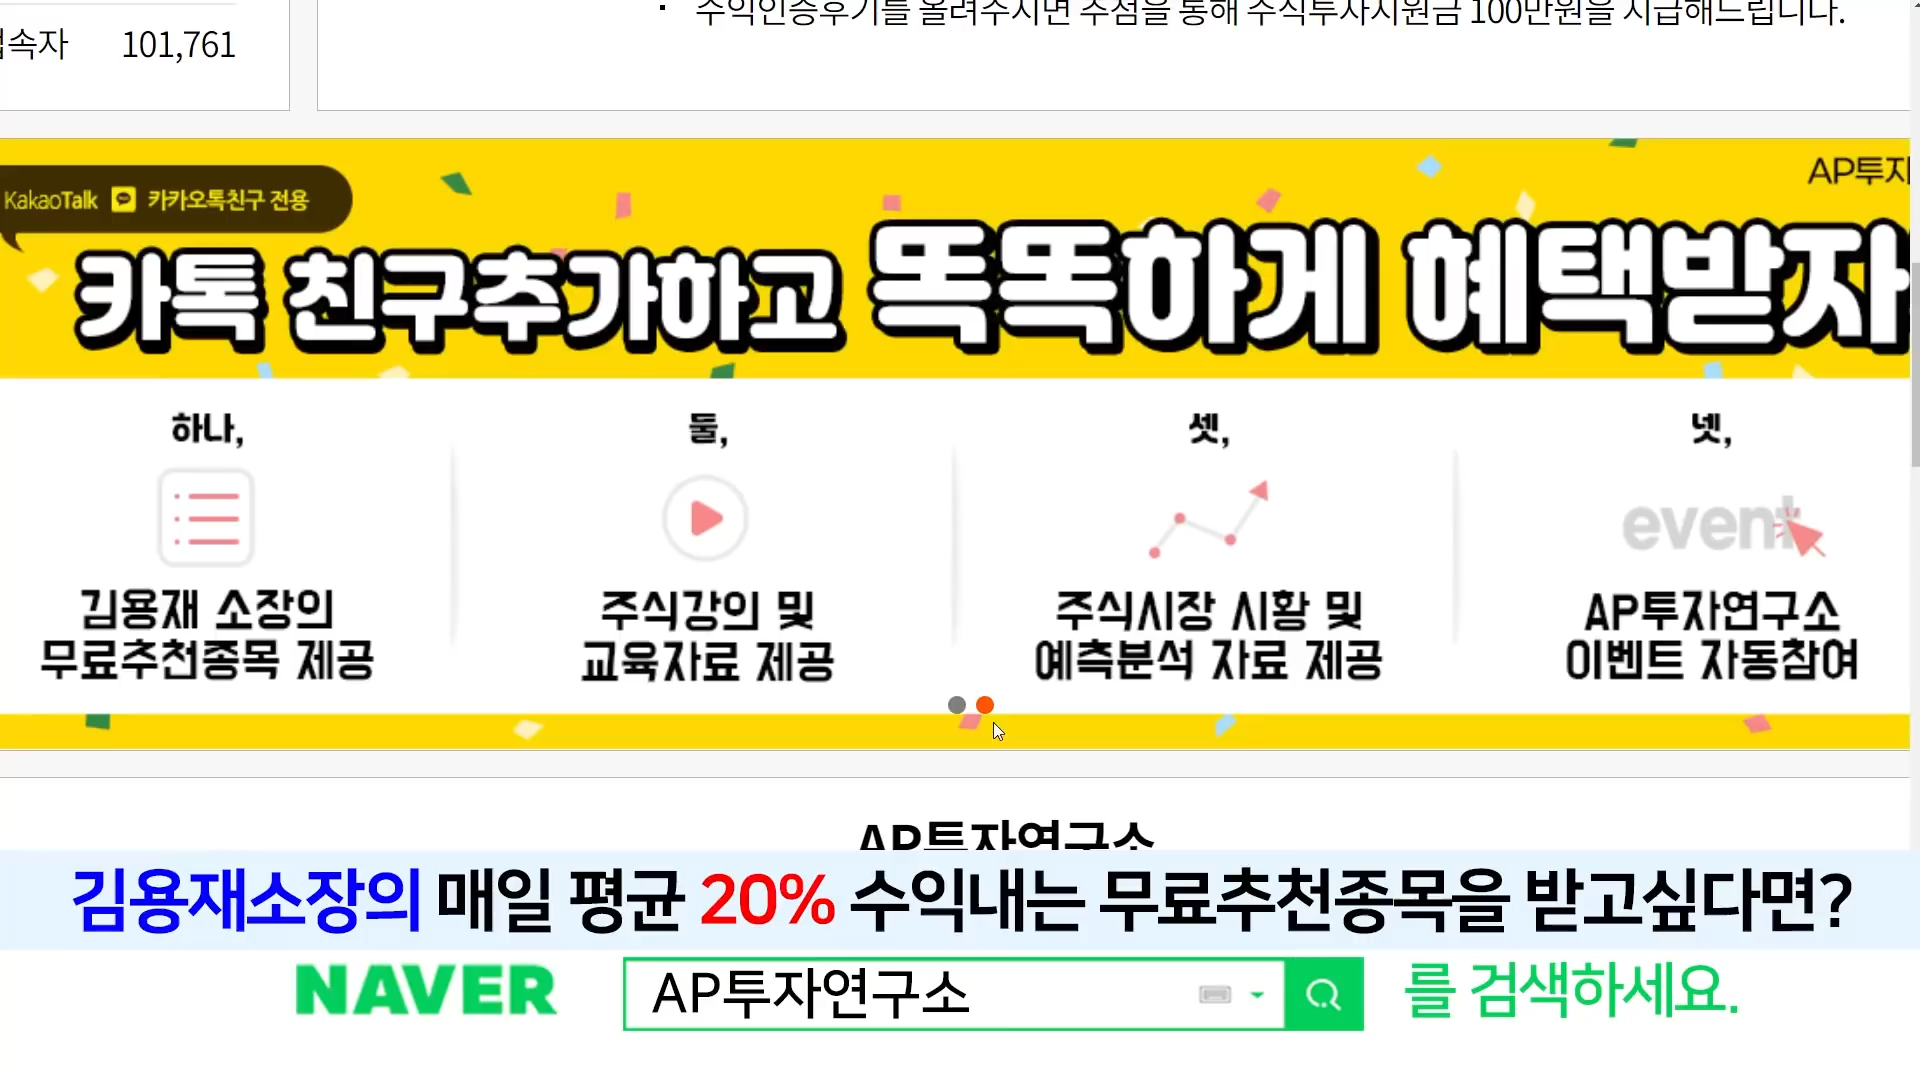 수익인증후기를 올려주시면 추첨을 통해 주식투자지원금 100만원을 지급해드립니다.
접속자 101,761
AP투자
KakaoTalk 카카오톡친구 전용
카톡 친구추가하고 똑똑하게 혜택받자
하나,
김용재 소장의
무료추천종목 제공
둘,
주식강의 및
교육자료 제공
셋,
주식시장 시황 및
예측분석 자료 제공
넷,
event
AP투자연구소
이벤트 자동참여
AP투자연구소
김용재소장의 매일 평균 20% 수익내는 무료추천종목을 받고싶다면?
NAVER AP투자연구소 를 검색하세요.